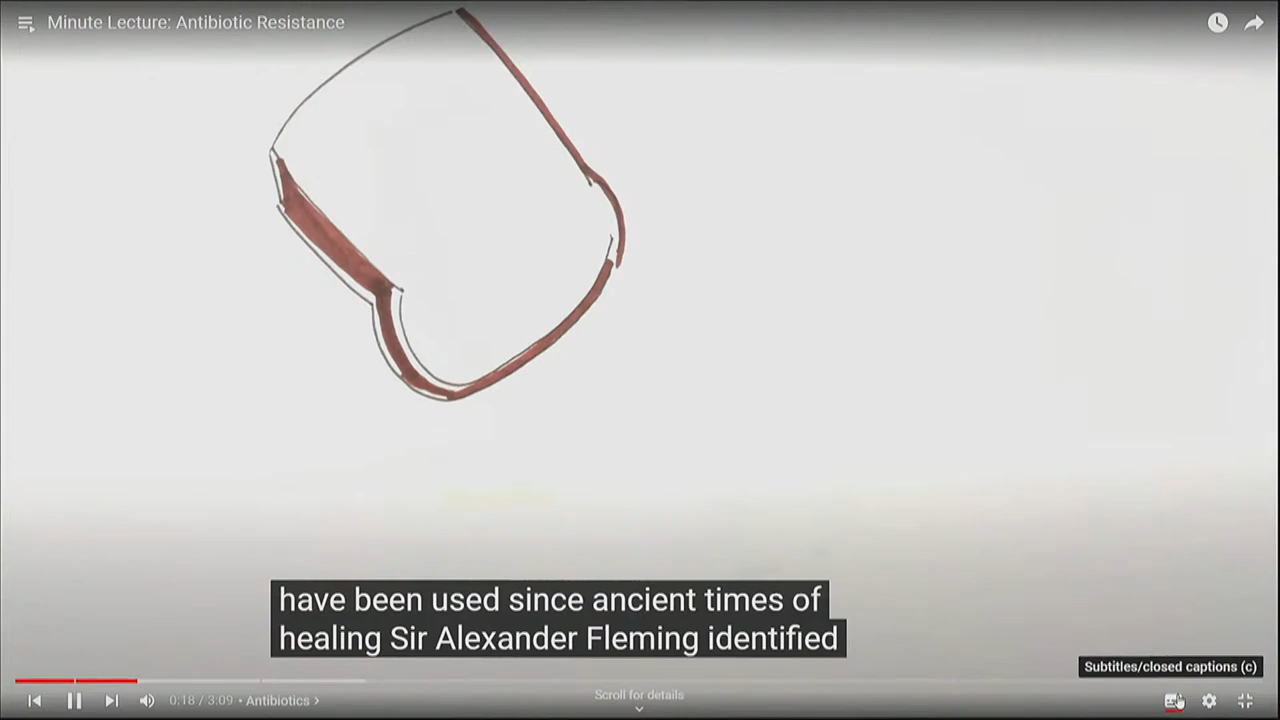 Minute Lecture: Antibiotic Resistance
have been used since ancient times of
healing Sir Alexander Fleming identified
Subtitles/closed captions (c)
Scroll for details
0:18 / 3:09 • Antibiotics >